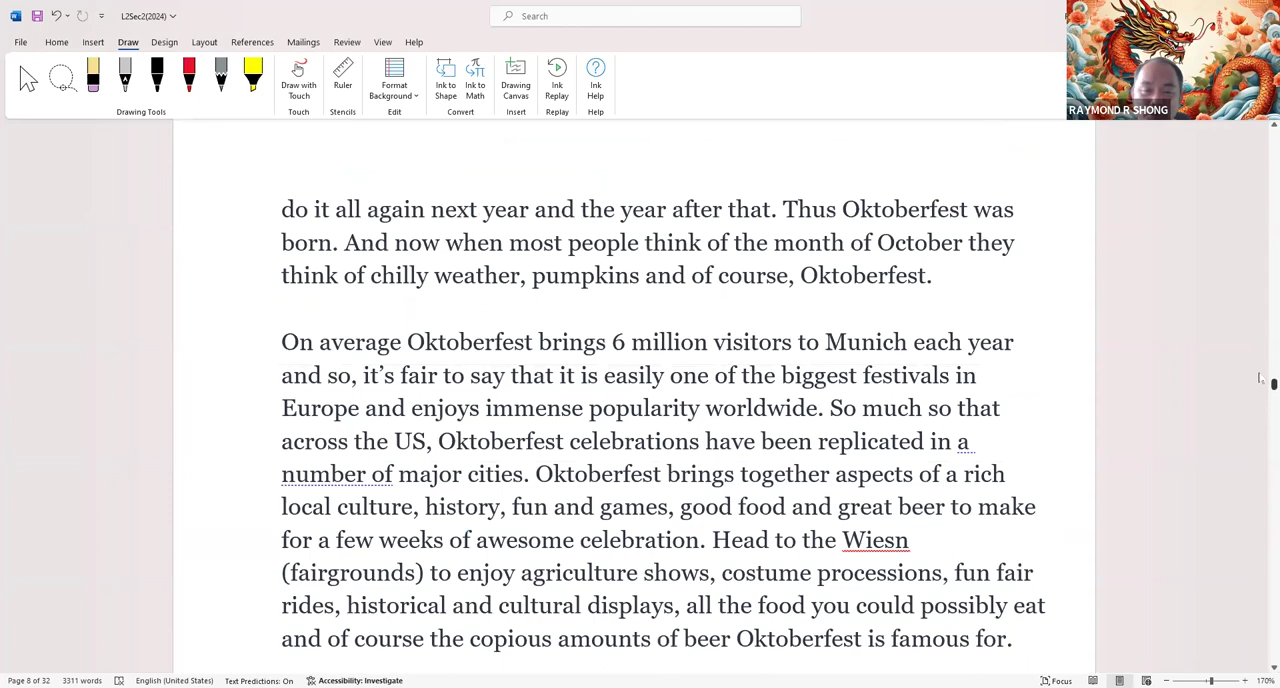 L2Sec2(2024)
Search
File Home Insert Draw Design Layout References Mailings Review View Help
Draw with Touch
Ruler
Format Background
Ink to Shape
Ink to Math
Drawing Canvas
Ink Replay
Ink Help
Drawing Tools Touch Stencils Edit Convert Insert Replay Help
RAYMOND R SHONG
do it all again next year and the year after that. Thus Oktoberfest was
born. And now when most people think of the month of October they
think of chilly weather, pumpkins and of course, Oktoberfest.
On average Oktoberfest brings 6 million visitors to Munich each year
and so, it’s fair to say that it is easily one of the biggest festivals in
Europe and enjoys immense popularity worldwide. So much so that
across the US, Oktoberfest celebrations have been replicated in a
number of major cities. Oktoberfest brings together aspects of a rich
local culture, history, fun and games, good food and great beer to make
for a few weeks of awesome celebration. Head to the Wiesn
(fairgrounds) to enjoy agriculture shows, costume processions, fun fair
rides, historical and cultural displays, all the food you could possibly eat
and of course the copious amounts of beer Oktoberfest is famous for.
Page 8 of 32 3311 words English (United States) Text Predictions: On Accessibility: Investigate Focus 170%